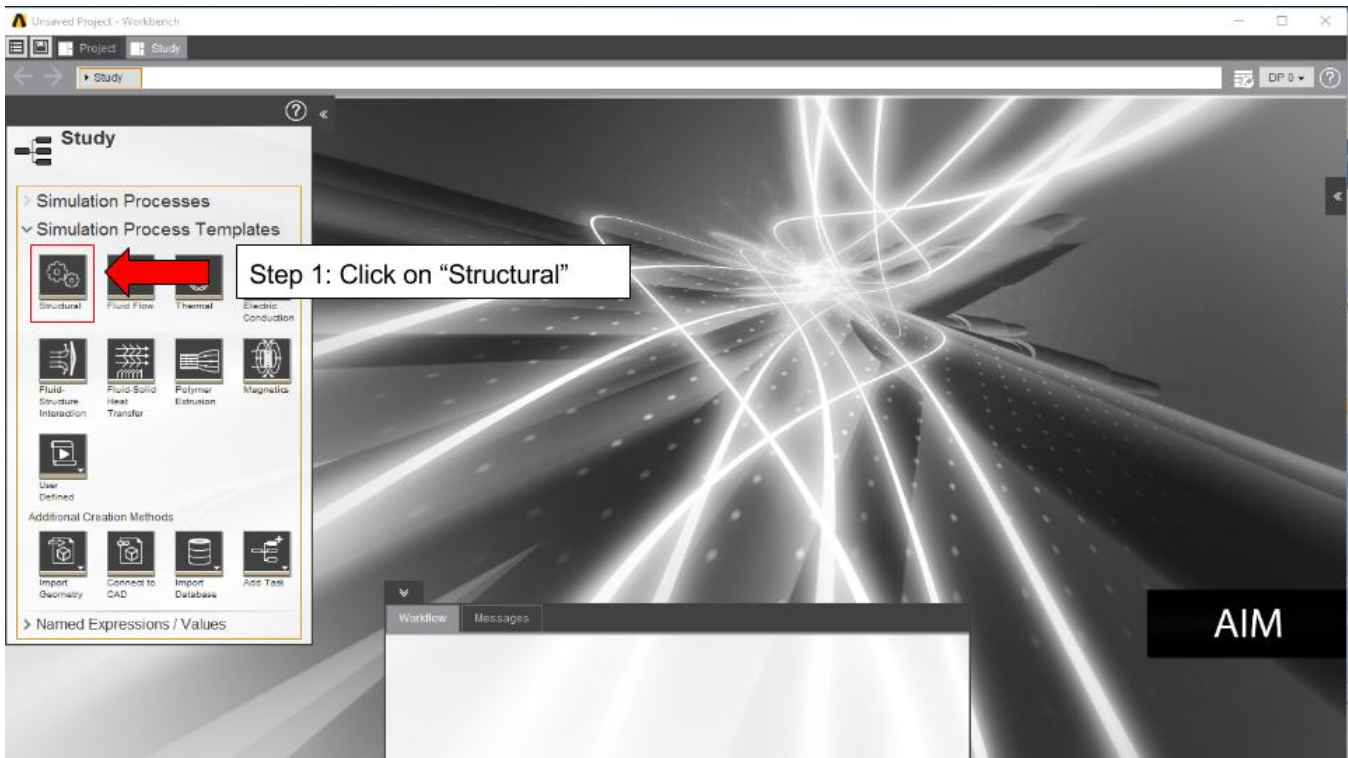 Unsaved Project - Workbench
Project
Study
Study
DP 0
Study
Simulation Processes
Simulation Process Templates
Step 1: Click on “Structural”
Structural
Fluid Flow
Thermal
Electric
Conduction
Fluid-
Structure
Interaction
Fluid-Solid
Heat
Transfer
Polymer
Extrusion
Magnetics
User
Defined
Additional Creation Methods
Import
Geometry
Connect to
CAD
Import
Database
Add Task
Named Expressions / Values
Workflow
Messages
AIM